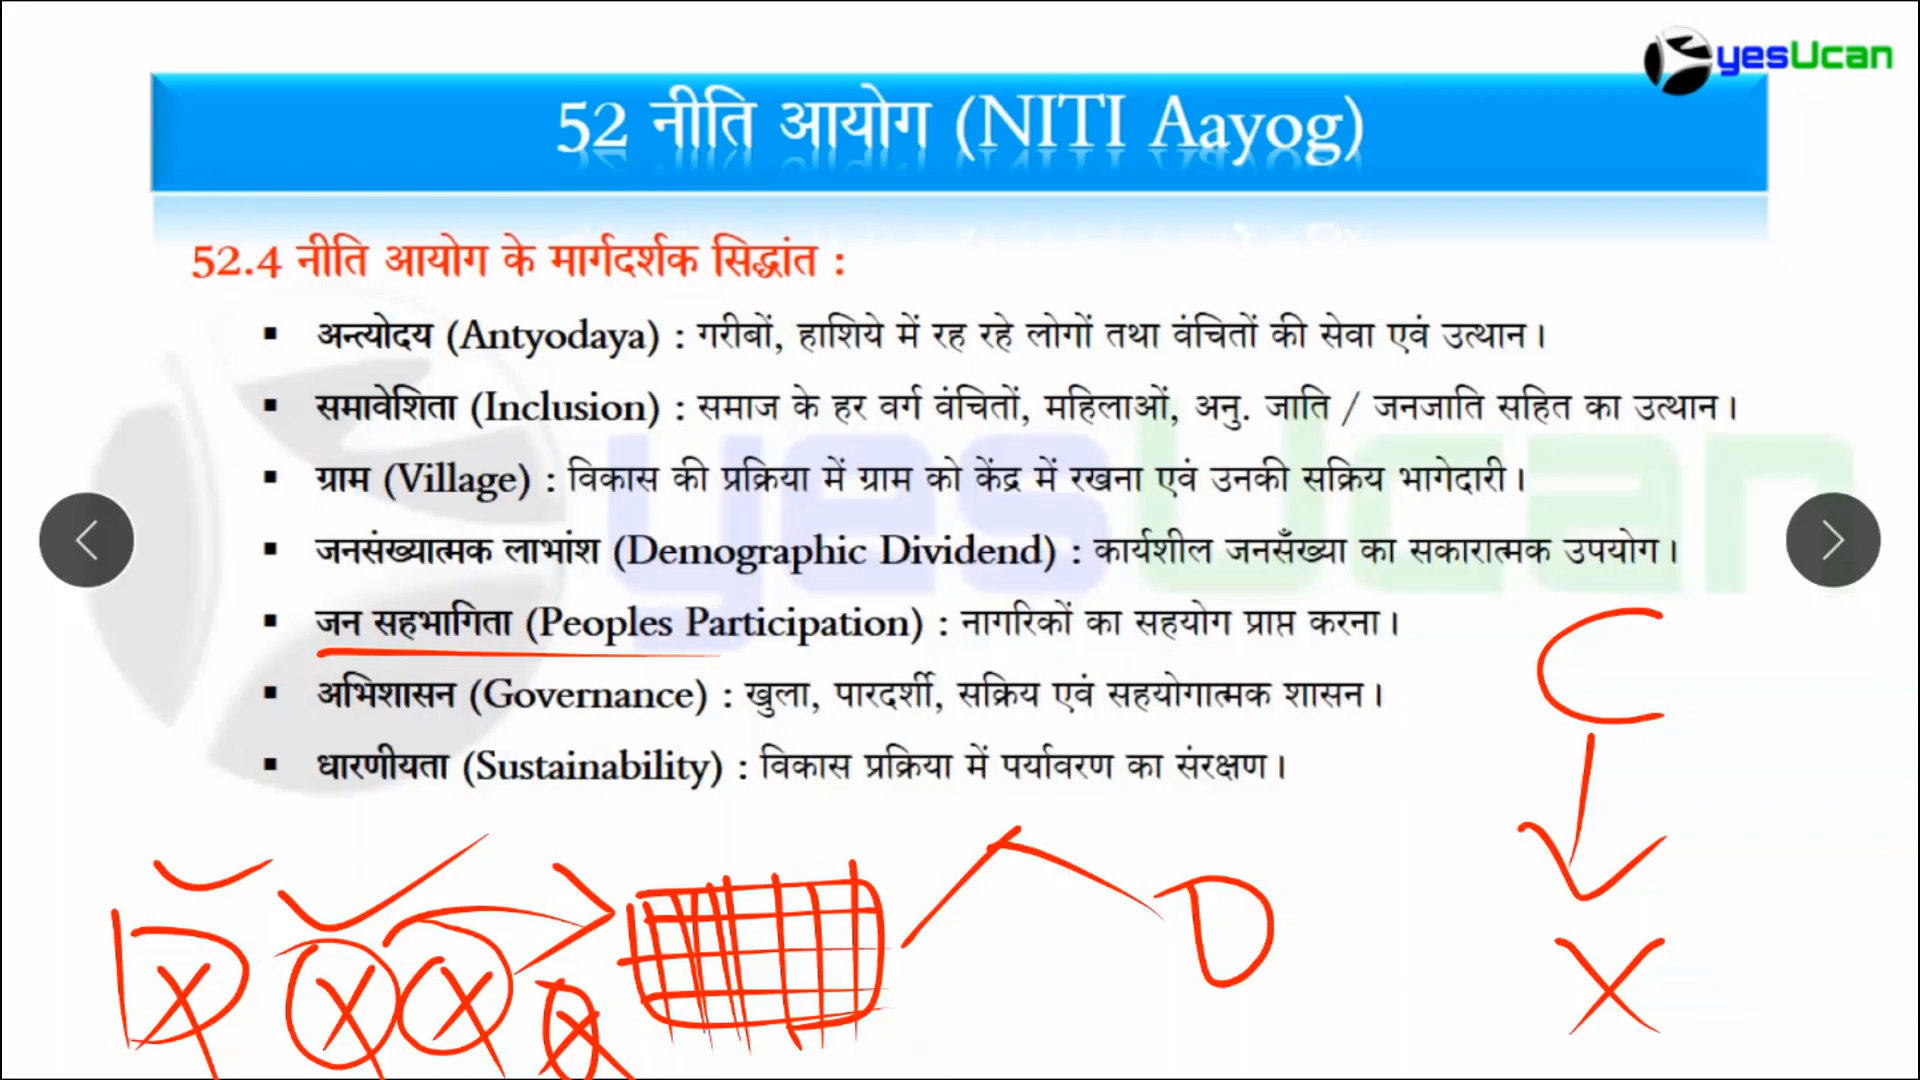 yesUcan
52 नीति आयोग (NITI Aayog)
52.4 नीति आयोग के मार्गदर्शक सिद्धांत :
▪ अन्त्योदय (Antyodaya) : गरीबों, हाशिये में रह रहे लोगों तथा वंचितों की सेवा एवं उत्थान।
▪ समावेशिता (Inclusion) : समाज के हर वर्ग वंचितों, महिलाओं, अनु. जाति / जनजाति सहित का उत्थान।
▪ ग्राम (Village) : विकास की प्रक्रिया में ग्राम को केंद्र में रखना एवं उनकी सक्रिय भागेदारी।
▪ जनसंख्यात्मक लाभांश (Demographic Dividend) : कार्यशील जनसँख्या का सकारात्मक उपयोग।
▪ जन सहभागिता (Peoples Participation) : नागरिकों का सहयोग प्राप्त करना।
▪ अभिशासन (Governance) : खुला, पारदर्शी, सक्रिय एवं सहयोगात्मक शासन।
▪ धारणीयता (Sustainability) : विकास प्रक्रिया में पर्यावरण का संरक्षण।
C
D
X